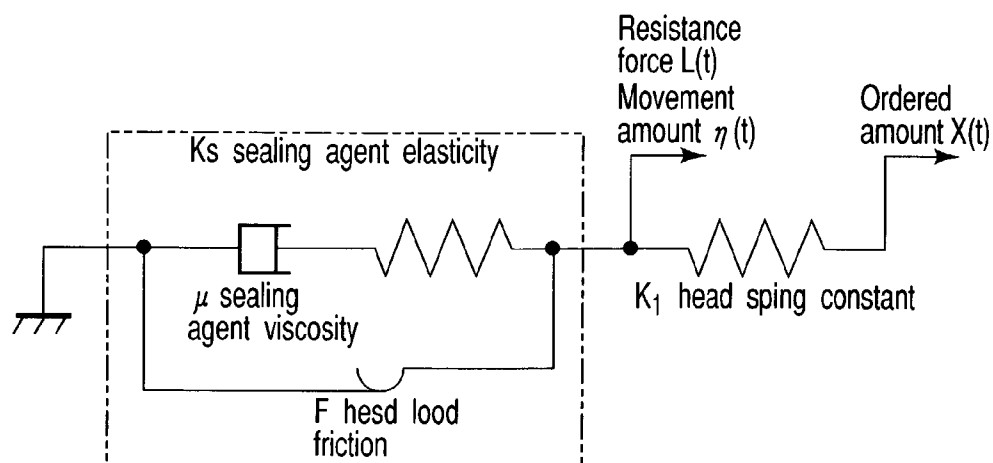 Resistance
force L(t)
Movement
amount η(t)
Ordered
amount X(t)
Ks sealing agent elasticity
μ sealing
agent viscosity
K₁ head sping constant
F hesd lood
friction